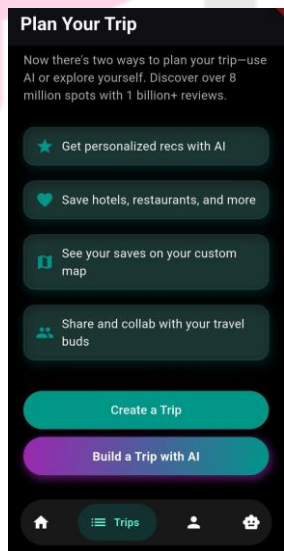 Plan Your Trip
Now there's two ways to plan your trip—use
AI or explore yourself. Discover over 8
million spots with 1 billion+ reviews.
Get personalized recs with AI
Save hotels, restaurants, and more
See your saves on your custom
map
Share and collab with your travel
buds
Create a Trip
Build a Trip with AI
Trips